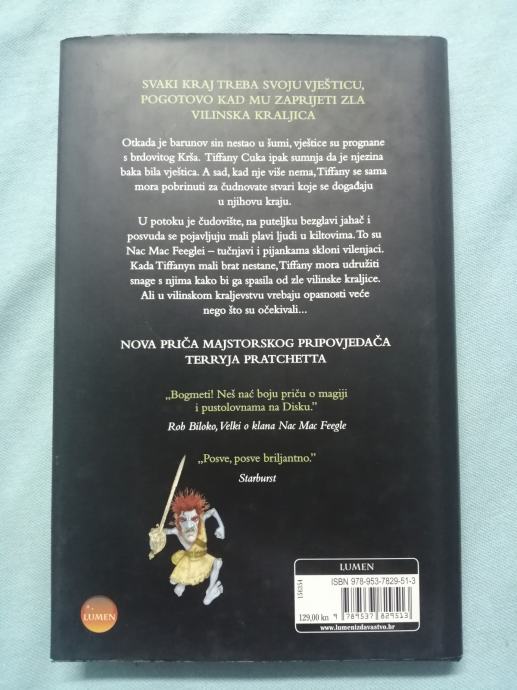 SVAKI KRAJ TREBA SVOJU VJEŠTICU,
POGOTOVO KAD MU ZAPRIJETI ZLA
VILINSKA KRALJICA
Otkada je barunov sin nestao u šumi, vještice su prognane
s brdovitog Krša. Tiffany Cuka ipak sumnja da je njezina
baka bila vještica. A sad, kad nje više nema, Tiffany se sama
mora pobrinuti za čudnovate stvari koje se događaju
u njihovu kraju.
U potoku je čudovište, na puteljku bezglavi jahač i
posvuda se pojavljuju mali plavi ljudi u kiltovima. To su
Nac Mac Feeglei – tučnjavi i pijankama skloni vilenjaci.
Kada Tiffanyn mali brat nestane, Tiffany mora udružiti
snage s njima kako bi ga spasila od zle vilinske kraljice.
Ali u vilinskom kraljevstvu vrebaju opasnosti veće
nego što su očekivali...
NOVA PRIČA MAJSTORSKOG PRIPOVJEDAČA
TERRYJA PRATCHETTA
„Bogmeti! Neš nać boju priču o magiji
i pustolovnama na Disku.”
Rob Biloko, Velki o klana Nac Mac Feegle
„Posve, posve briljantno.”
Starburst
LUMEN
LUMEN
ISBN 978-953-7829-51-3
156354
129,00 kn
9 789537 829513
www.lumenizdavastvo.hr